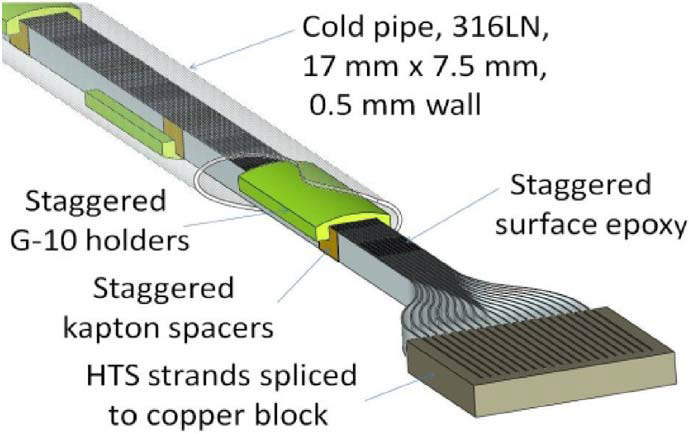 Cold pipe, 316LN,
17 mm x 7.5 mm,
0.5 mm wall
Staggered
G-10 holders
Staggered
surface epoxy
Staggered
kapton spacers
HTS strands spliced
to copper block